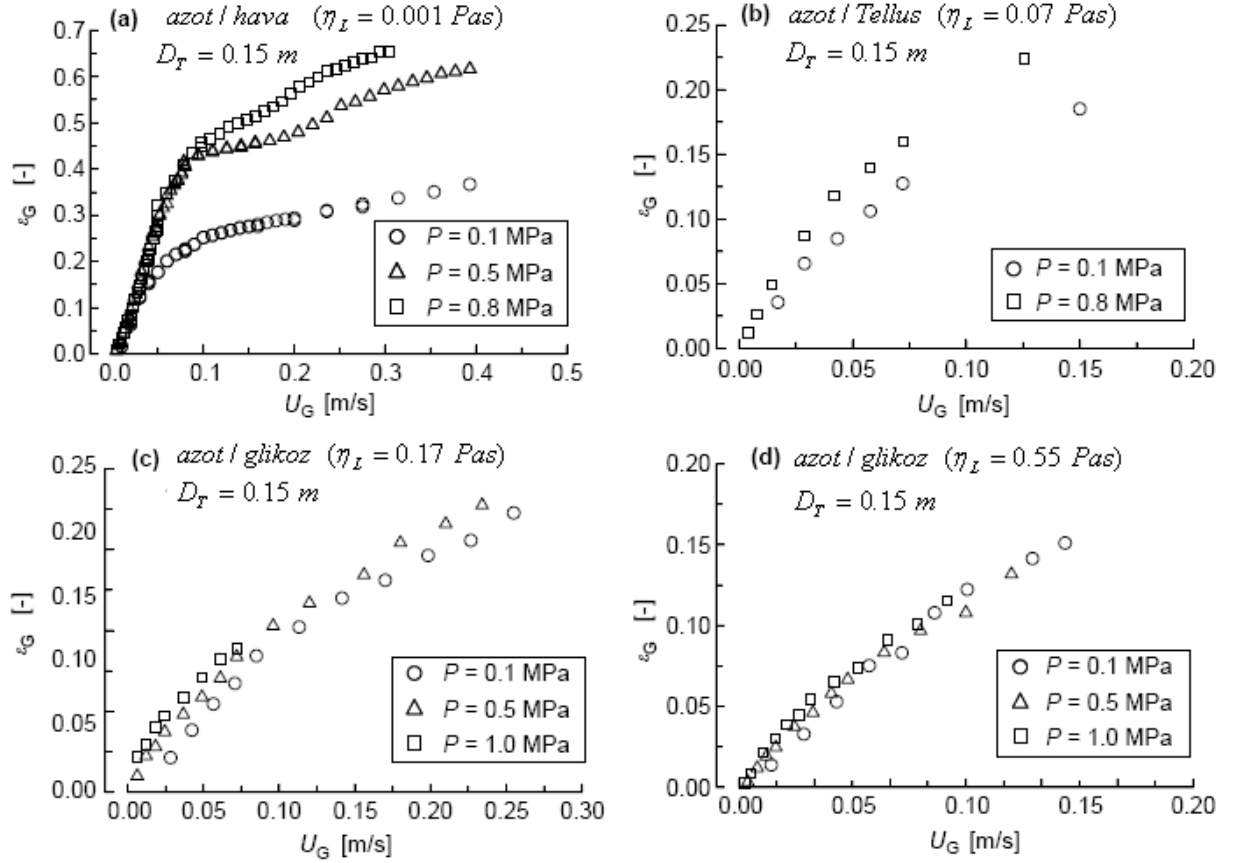 (a) azot / hava (η_L = 0.001 Pas)
D_T = 0.15 m
0.7
0.6
0.5
0.4
0.3
0.2
0.1
0.0
ε_G [-]
○ P = 0.1 MPa
△ P = 0.5 MPa
□ P = 0.8 MPa
0.0 0.1 0.2 0.3 0.4 0.5
U_G [m/s]
(b) azot / Tellus (η_L = 0.07 Pas)
D_T = 0.15 m
0.25
0.20
0.15
0.10
0.05
0.00
ε_G [-]
○ P = 0.1 MPa
□ P = 0.8 MPa
0.00 0.05 0.10 0.15 0.20
U_G [m/s]
(c) azot / glikoz (η_L = 0.17 Pas)
D_T = 0.15 m
0.25
0.20
0.15
0.10
0.05
0.00
ε_G [-]
○ P = 0.1 MPa
△ P = 0.5 MPa
□ P = 1.0 MPa
0.00 0.05 0.10 0.15 0.20 0.25 0.30
U_G [m/s]
(d) azot / glikoz (η_L = 0.55 Pas)
D_T = 0.15 m
0.20
0.15
0.10
0.05
0.00
ε_G [-]
○ P = 0.1 MPa
△ P = 0.5 MPa
□ P = 1.0 MPa
0.00 0.05 0.10 0.15 0.20
U_G [m/s]